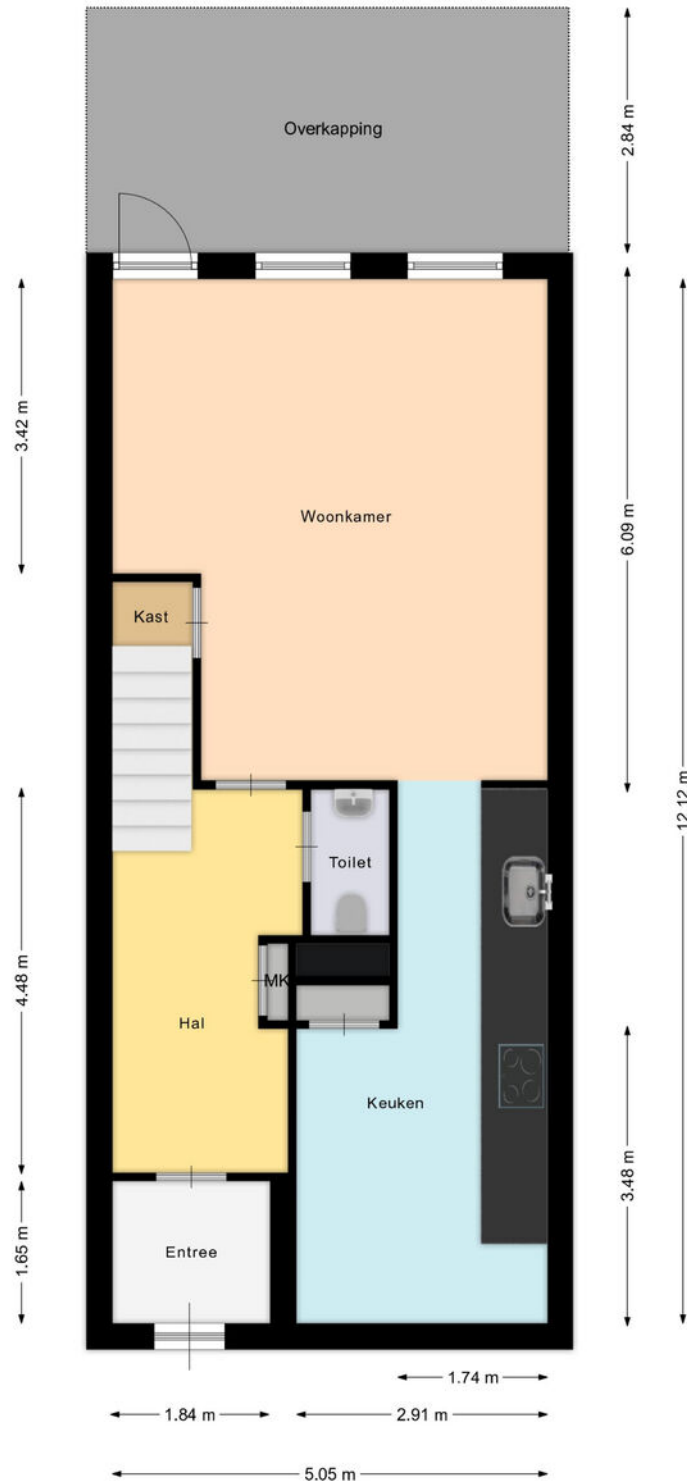 Overkapping
2.84 m
3.42 m
Woonkamer
6.09 m
Kast
12.12 m
Toilet
4.48 m
MK
Hal
Keuken
3.48 m
1.65 m
Entree
1.74 m
1.84 m
2.91 m
5.05 m